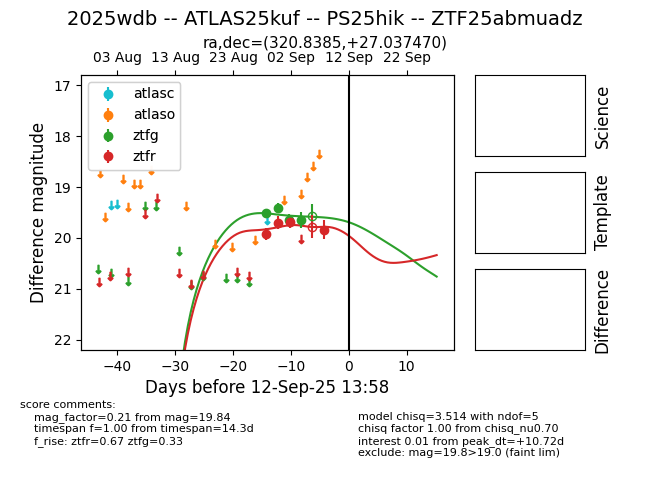 2025wdb -- ATLAS25kuf -- PS25hik -- ZTF25abmuadz
ra,dec=(320.8385,+27.037470)
03 Aug 13 Aug 23 Aug 02 Sep 12 Sep 22 Sep
17
18
19
20
21
22
Difference magnitude
atlasc
atlaso
ztfg
ztfr
−40 −30 −20 −10 0 10
Days before 12-Sep-25 13:58
Science
Template
Difference
score comments:
mag_factor=0.21 from mag=19.84
timespan f=1.00 from timespan=14.3d
f_rise: ztfr=0.67 ztfg=0.33
model chisq=3.514 with ndof=5
chisq factor 1.00 from chisq_nu0.70
interest 0.01 from peak_dt=+10.72d
exclude: mag=19.8>19.0 (faint lim)